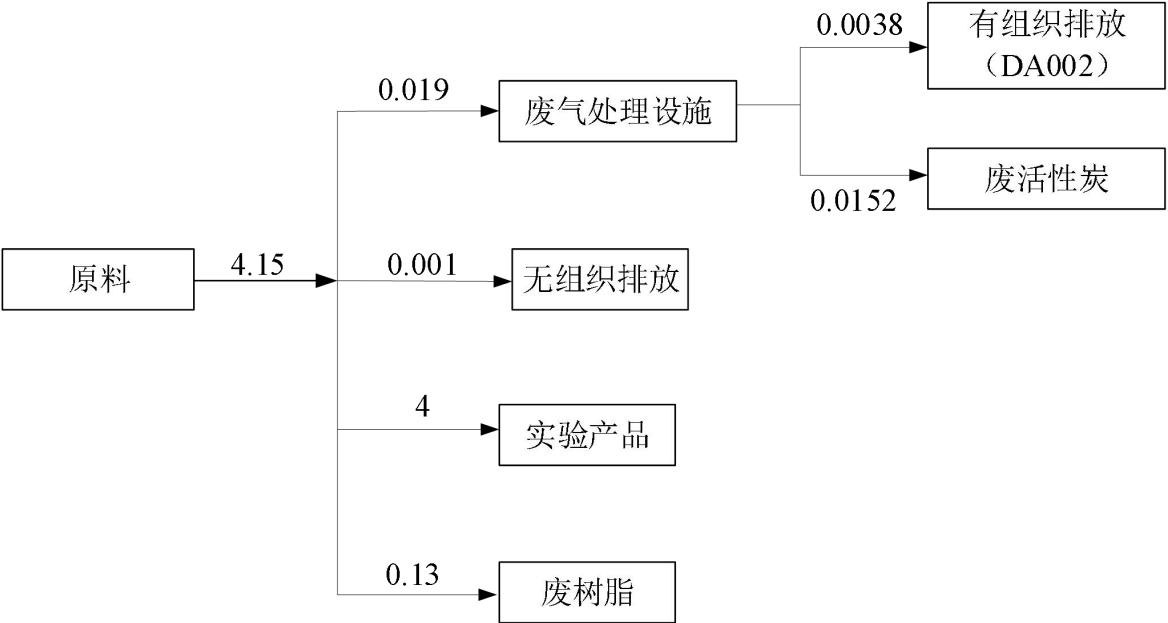 0.0038
有组织排放
（DA002）
0.019
废气处理设施
废活性炭
0.0152
原料
4.15
0.001
无组织排放
4
实验产品
0.13
废树脂